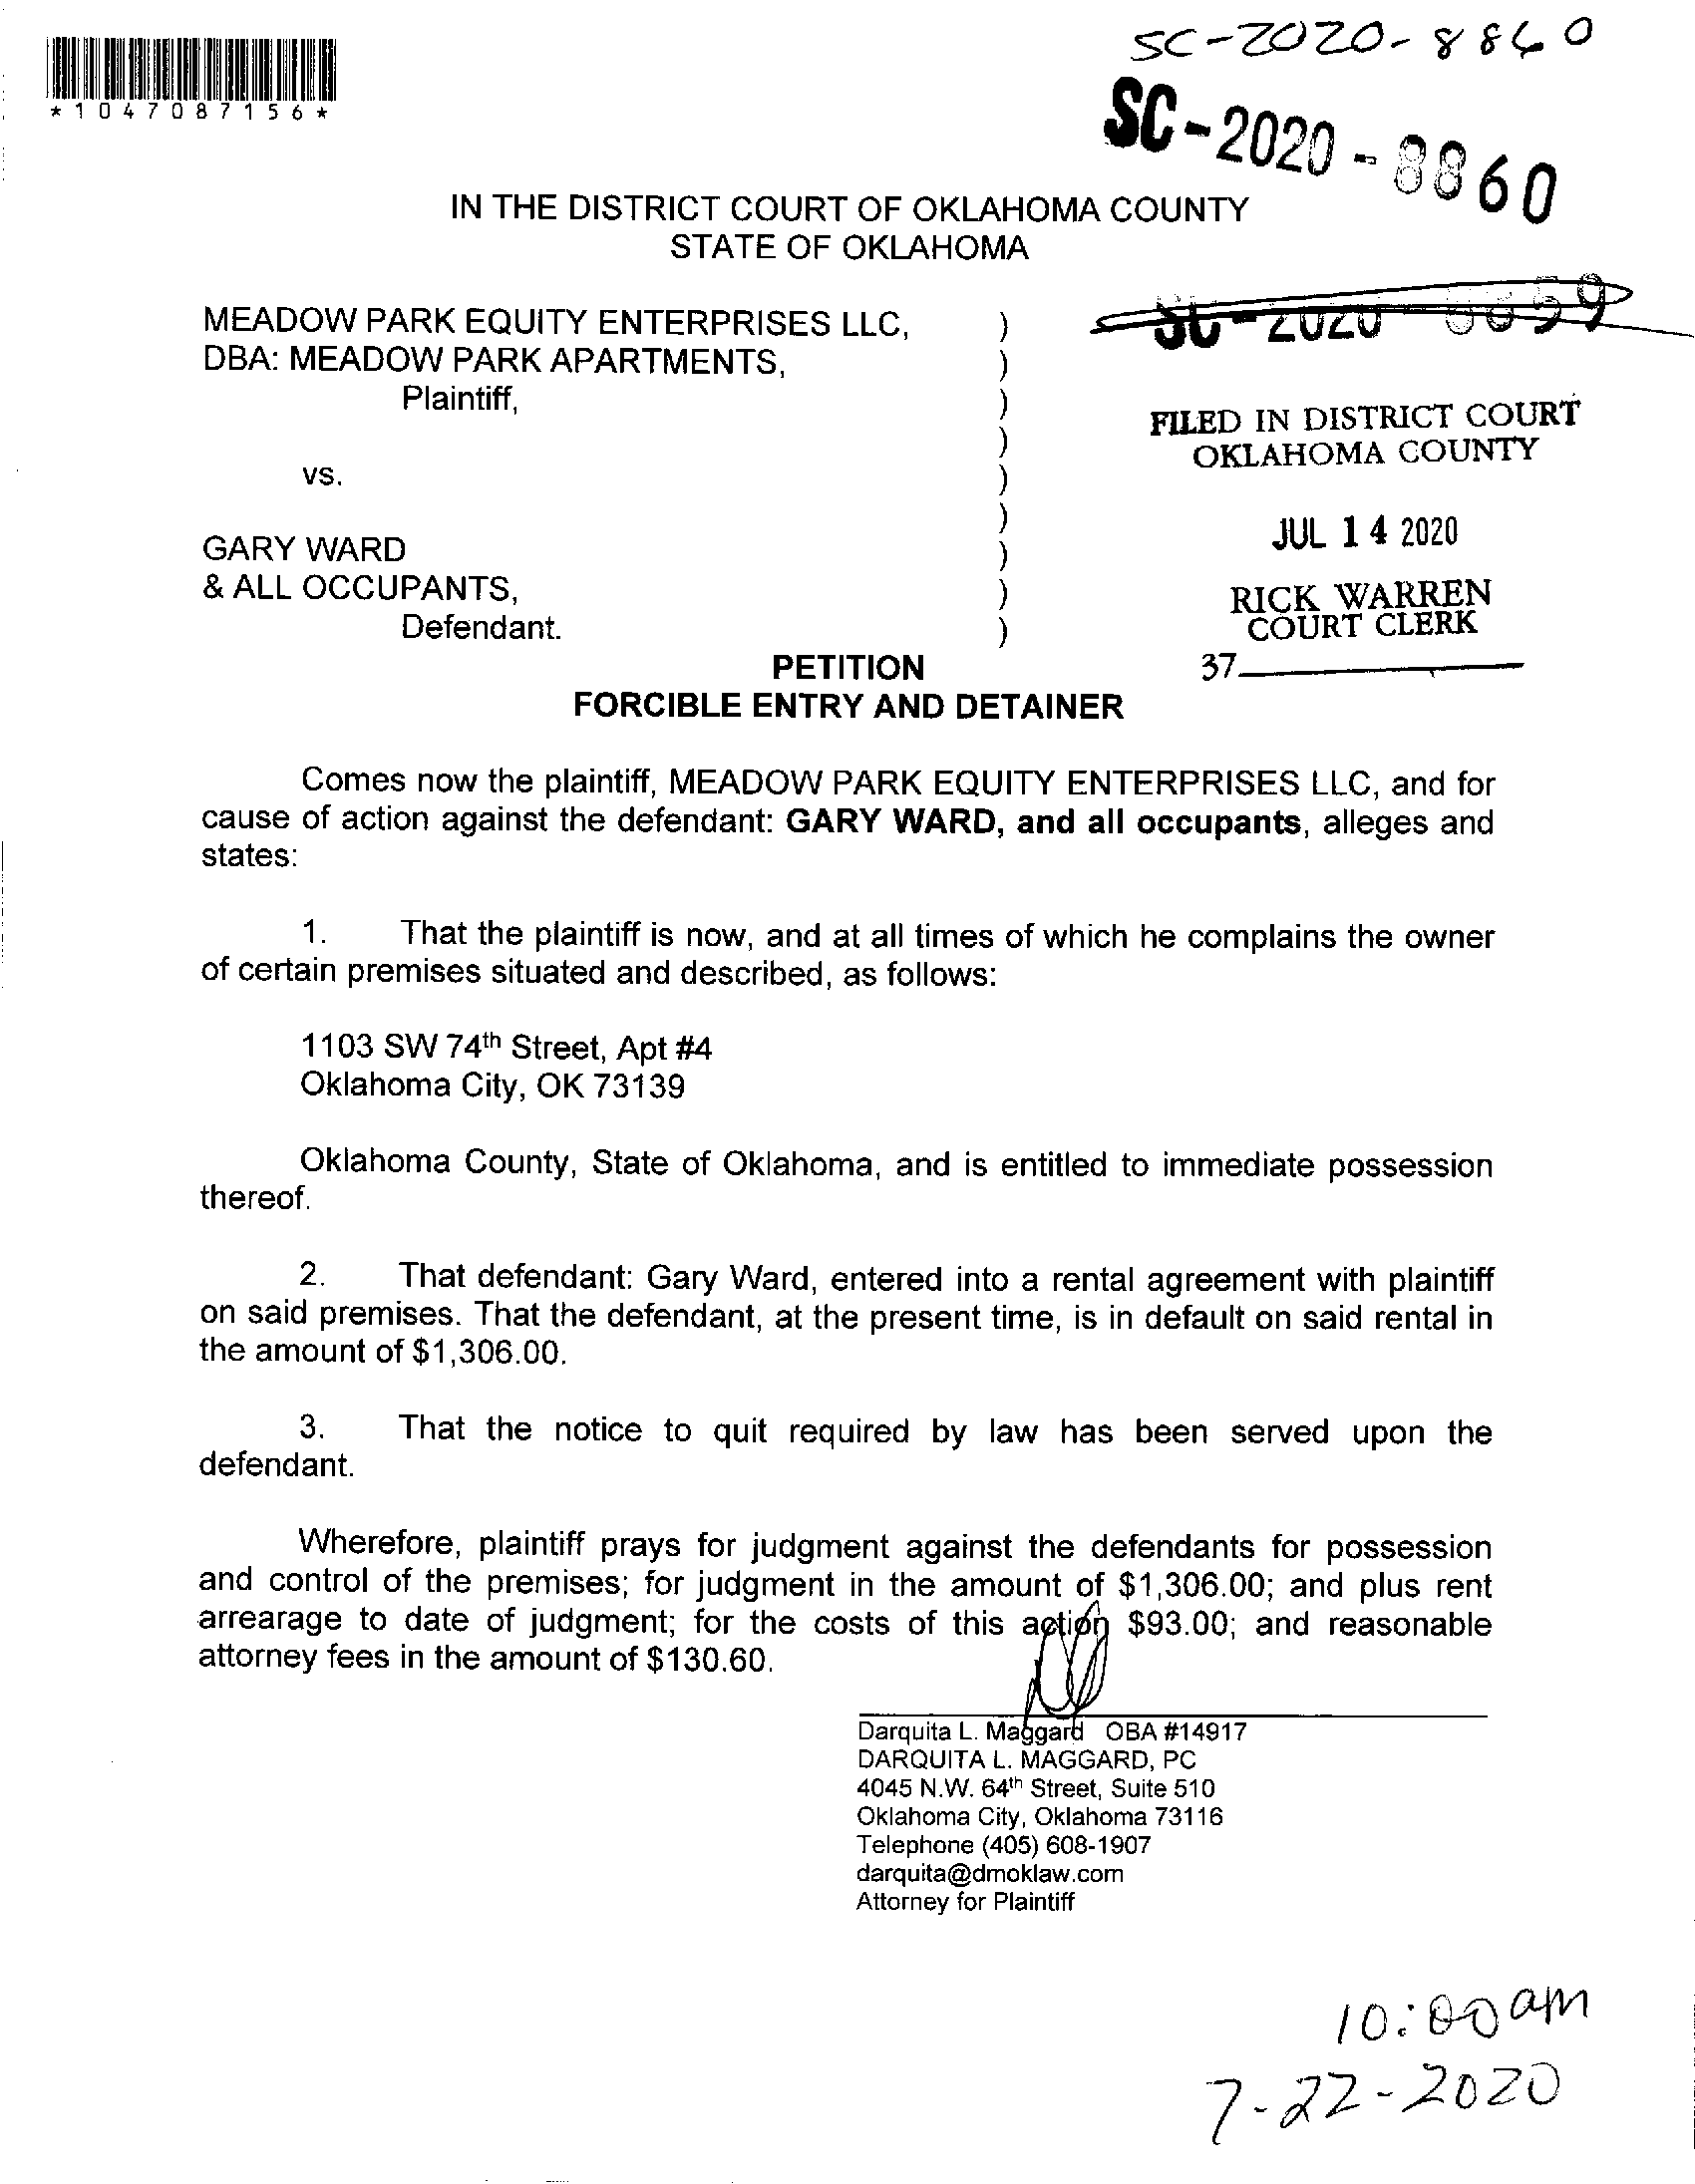 SC-2020-8860
*1047087156*
SC-2020-8860
IN THE DISTRICT COURT OF OKLAHOMA COUNTY
STATE OF OKLAHOMA
MEADOW PARK EQUITY ENTERPRISES LLC, )
DBA: MEADOW PARK APARTMENTS, )
Plaintiff, )
)
vs. )
)
GARY WARD )
& ALL OCCUPANTS, )
Defendant. )
SC-2020-
FILED IN DISTRICT COURT
OKLAHOMA COUNTY
JUL 14 2020
RICK WARREN
COURT CLERK
37
PETITION
FORCIBLE ENTRY AND DETAINER
Comes now the plaintiff, MEADOW PARK EQUITY ENTERPRISES LLC, and for
cause of action against the defendant: GARY WARD, and all occupants, alleges and
states:
1. That the plaintiff is now, and at all times of which he complains the owner
of certain premises situated and described, as follows:
1103 SW 74th Street, Apt #4
Oklahoma City, OK 73139
Oklahoma County, State of Oklahoma, and is entitled to immediate possession
thereof.
2. That defendant: Gary Ward, entered into a rental agreement with plaintiff
on said premises. That the defendant, at the present time, is in default on said rental in
the amount of $1,306.00.
3. That the notice to quit required by law has been served upon the
defendant.
Wherefore, plaintiff prays for judgment against the defendants for possession
and control of the premises; for judgment in the amount of $1,306.00; and plus rent
arrearage to date of judgment; for the costs of this action $93.00; and reasonable
attorney fees in the amount of $130.60.
Darquita L. Maggard OBA #14917
DARQUITA L. MAGGARD, PC
4045 N.W. 64th Street, Suite 510
Oklahoma City, Oklahoma 73116
Telephone (405) 608-1907
darquita@dmoklaw.com
Attorney for Plaintiff
10:00am
7-22-2020